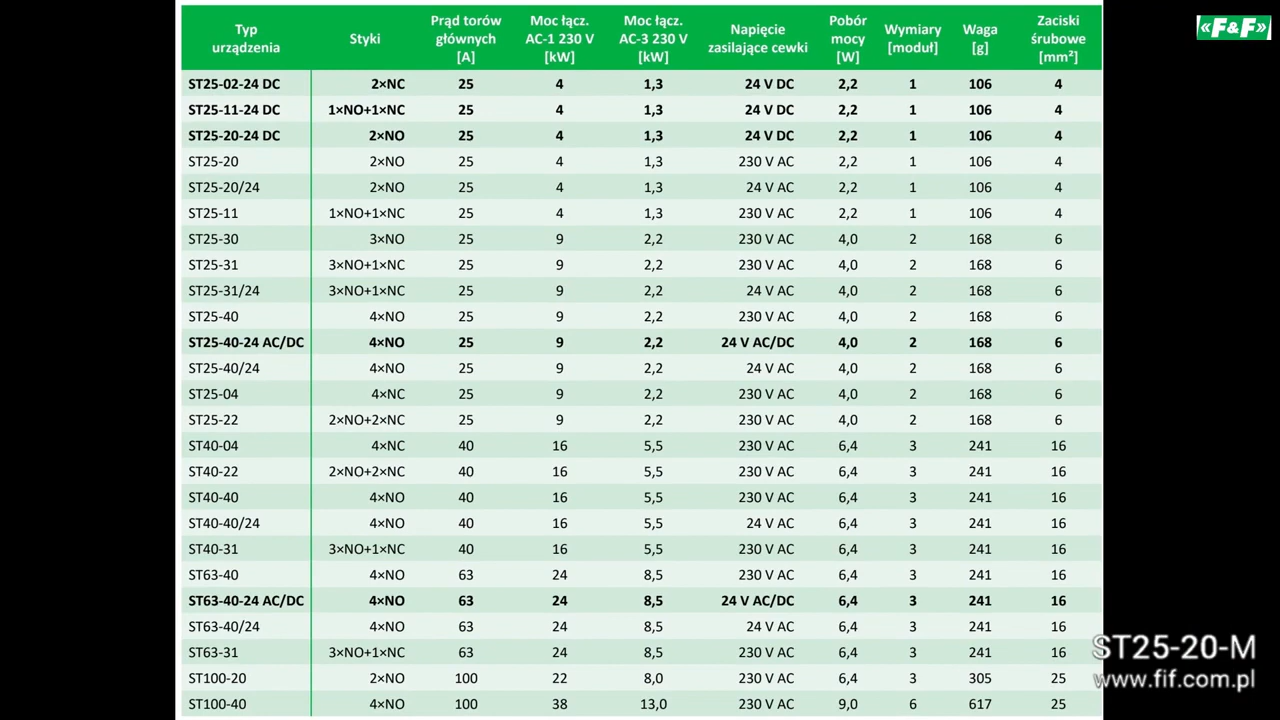 Typ urządzenia Styki Prąd torów głównych [A] Moc łącz. AC-1 230 V [kW] Moc łącz. AC-3 230 V [kW] Napięcie zasilające cewki Pobór mocy [W] Wymiary [moduł] Waga [g] Zaciski śrubowe [mm²]
«F&F»
ST25-02-24 DC 2×NC 25 4 1,3 24 V DC 2,2 1 106 4
ST25-11-24 DC 1×NO+1×NC 25 4 1,3 24 V DC 2,2 1 106 4
ST25-20-24 DC 2×NO 25 4 1,3 24 V DC 2,2 1 106 4
ST25-20 2×NO 25 4 1,3 230 V AC 2,2 1 106 4
ST25-20/24 2×NO 25 4 1,3 24 V AC 2,2 1 106 4
ST25-11 1×NO+1×NC 25 4 1,3 230 V AC 2,2 1 106 4
ST25-30 3×NO 25 9 2,2 230 V AC 4,0 2 168 6
ST25-31 3×NO+1×NC 25 9 2,2 230 V AC 4,0 2 168 6
ST25-31/24 3×NO+1×NC 25 9 2,2 24 V AC 4,0 2 168 6
ST25-40 4×NO 25 9 2,2 230 V AC 4,0 2 168 6
ST25-40-24 AC/DC 4×NO 25 9 2,2 24 V AC/DC 4,0 2 168 6
ST25-40/24 4×NO 25 9 2,2 24 V AC 4,0 2 168 6
ST25-04 4×NC 25 9 2,2 230 V AC 4,0 2 168 6
ST25-22 2×NO+2×NC 25 9 2,2 230 V AC 4,0 2 168 6
ST40-04 4×NC 40 16 5,5 230 V AC 6,4 3 241 16
ST40-22 2×NO+2×NC 40 16 5,5 230 V AC 6,4 3 241 16
ST40-40 4×NO 40 16 5,5 230 V AC 6,4 3 241 16
ST40-40/24 4×NO 40 16 5,5 24 V AC 6,4 3 241 16
ST40-31 3×NO+1×NC 40 16 5,5 230 V AC 6,4 3 241 16
ST63-40 4×NO 63 24 8,5 230 V AC 6,4 3 241 16
ST63-40-24 AC/DC 4×NO 63 24 8,5 24 V AC/DC 6,4 3 241 16
ST63-40/24 4×NO 63 24 8,5 24 V AC 6,4 3 241 16
ST63-31 3×NO+1×NC 63 24 8,5 230 V AC 6,4 3 241 16
ST100-20 2×NO 100 22 8,0 230 V AC 6,4 3 305 25
ST100-40 4×NO 100 38 13,0 230 V AC 9,0 6 617 25
ST25-20-M
www.fif.com.pl